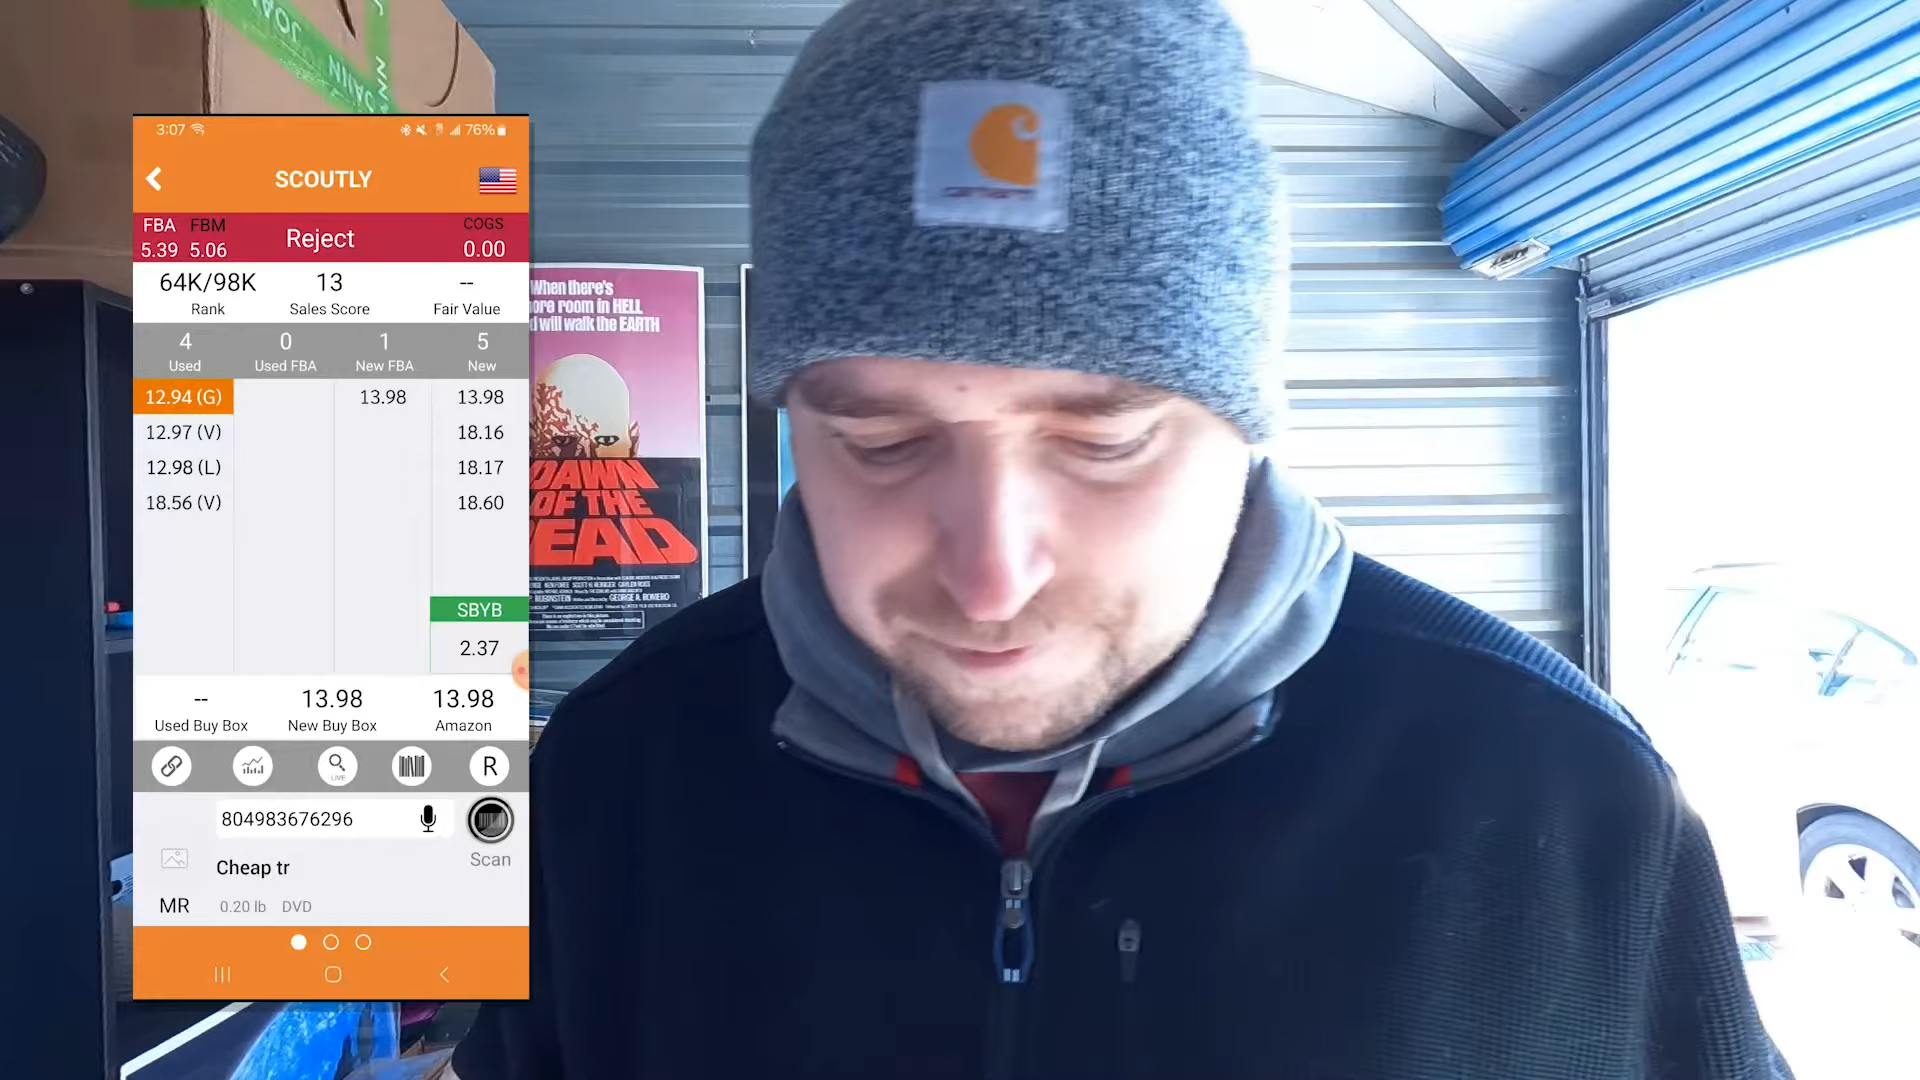 3:07
76%
SCOUTLY
FBA FBM
5.39 5.06
Reject
COGS
0.00
64K/98K
Rank
13
Sales Score
--
Fair Value
4
Used
0
Used FBA
1
New FBA
5
New
12.94 (G)
13.98
13.98
12.97 (V)
18.16
12.98 (L)
18.17
18.56 (V)
18.60
SBYB
2.37
--
Used Buy Box
13.98
New Buy Box
13.98
Amazon
LIVE
R
804983676296
Scan
Cheap tr
MR
0.20 lb
DVD
When there's
ore room in HELL
d will walk the EARTH
DAWN
OF THE
DEAD
GEORGE A. ROMERO